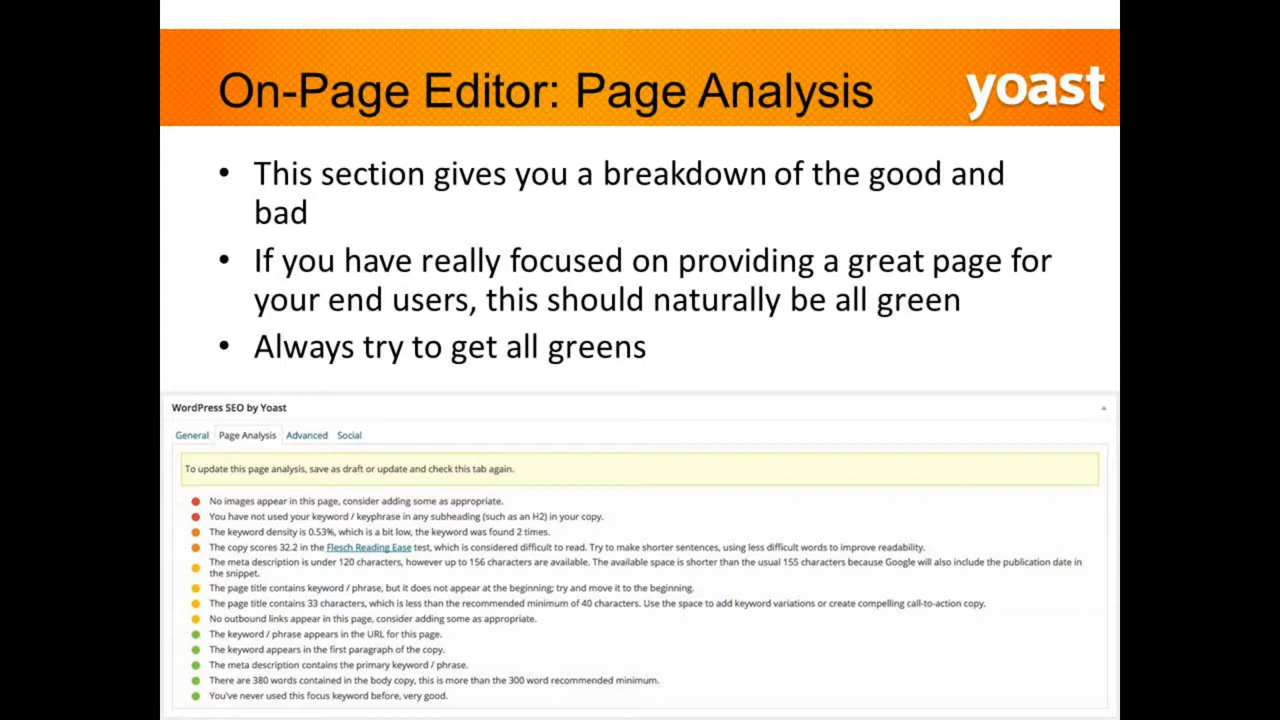 On-Page Editor: Page Analysis
yoast
• This section gives you a breakdown of the good and
bad
• If you have really focused on providing a great page for
your end users, this should naturally be all green
• Always try to get all greens
WordPress SEO by Yoast
General Page Analysis Advanced Social
To update this page analysis, save as draft or update and check this tab again.
No images appear in this page, consider adding some as appropriate.
You have not used your keyword / keyphrase in any subheading (such as an H2) in your copy.
The keyword density is 0.53%, which is a bit low, the keyword was found 2 times.
The copy scores 32.2 in the Flesch Reading Ease test, which is considered difficult to read. Try to make shorter sentences, using less difficult words to improve readability.
The meta description is under 120 characters, however up to 156 characters are available. The available space is shorter than the usual 155 characters because Google will also include the publication date in
the snippet.
The page title contains keyword / phrase, but it does not appear at the beginning; try and move it to the beginning.
The page title contains 33 characters, which is less than the recommended minimum of 40 characters. Use the space to add keyword variations or create compelling call-to-action copy.
No outbound links appear in this page, consider adding some as appropriate.
The keyword / phrase appears in the URL for this page.
The keyword appears in the first paragraph of the copy.
The meta description contains the primary keyword / phrase.
There are 380 words contained in the body copy, this is more than the 300 word recommended minimum.
You've never used this focus keyword before, very good.